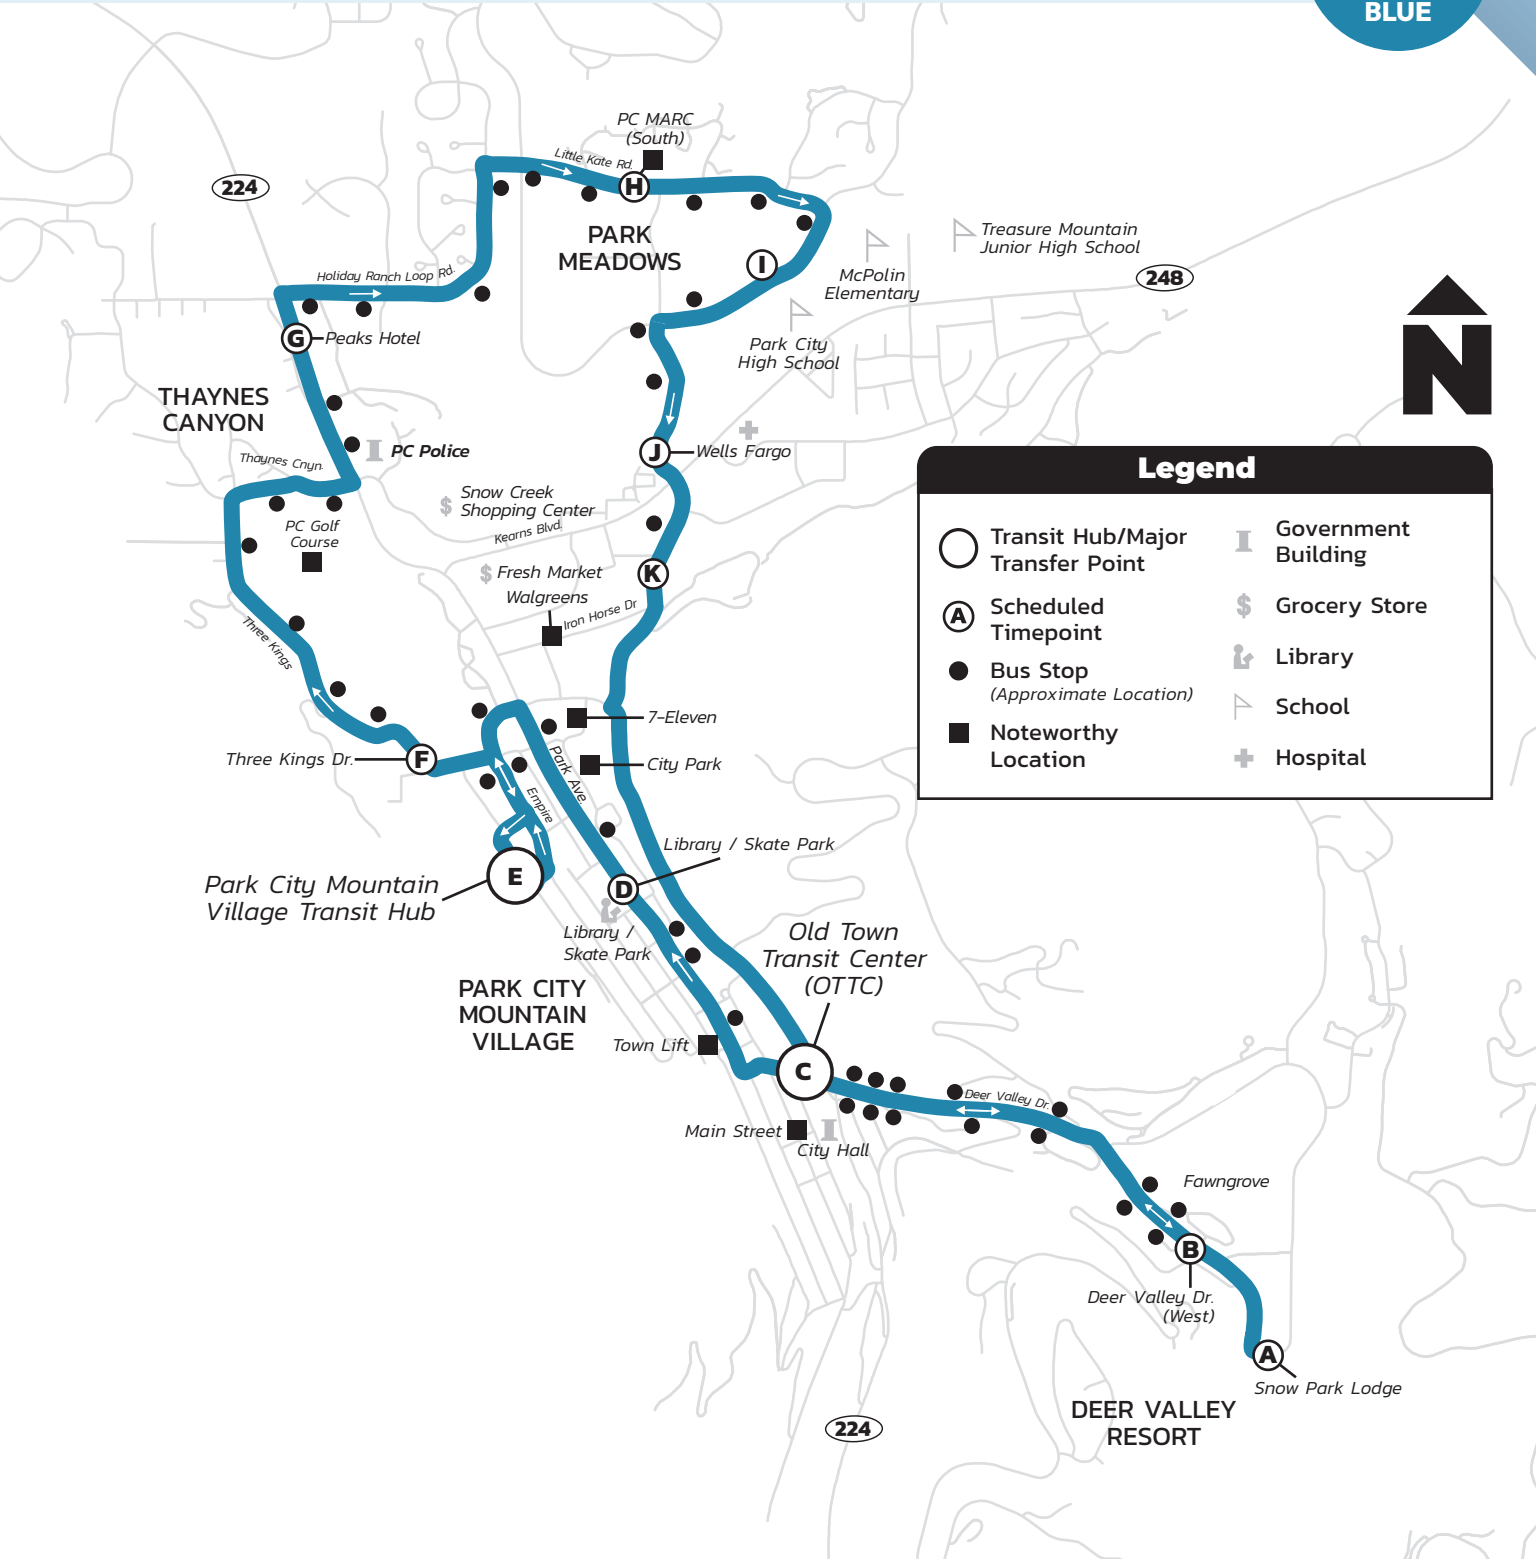 BLUE
PC MARC
(South)
Little Kate Rd.
H
224
PARK
MEADOWS
I
Treasure Mountain
Junior High School
McPolin
Elementary
248
Holiday Ranch Loop Rd.
G
Peaks Hotel
Park City
High School
N
THAYNES
CANYON
PC Police
J
Wells Fargo
Thaynes Cnyn.
Snow Creek
Shopping Center
Kearns Blvd.
PC Golf
Course
Fresh Market
Walgreens
K
Iron Horse Dr
Three Kings
7-Eleven
City Park
Three Kings Dr.
F
Park Ave.
Empire
Library / Skate Park
E
D
Park City Mountain
Village Transit Hub
Library /
Skate Park
Old Town
Transit Center
(OTTC)
PARK CITY
MOUNTAIN
VILLAGE
Town Lift
C
Deer Valley Dr.
Main Street
City Hall
Fawngrove
B
Deer Valley Dr.
(West)
A
Snow Park Lodge
DEER VALLEY
RESORT
224
Legend
Transit Hub/Major
Transfer Point
A
Scheduled
Timepoint
Bus Stop
(Approximate Location)
Noteworthy
Location
Government
Building
$
Grocery Store
Library
School
Hospital